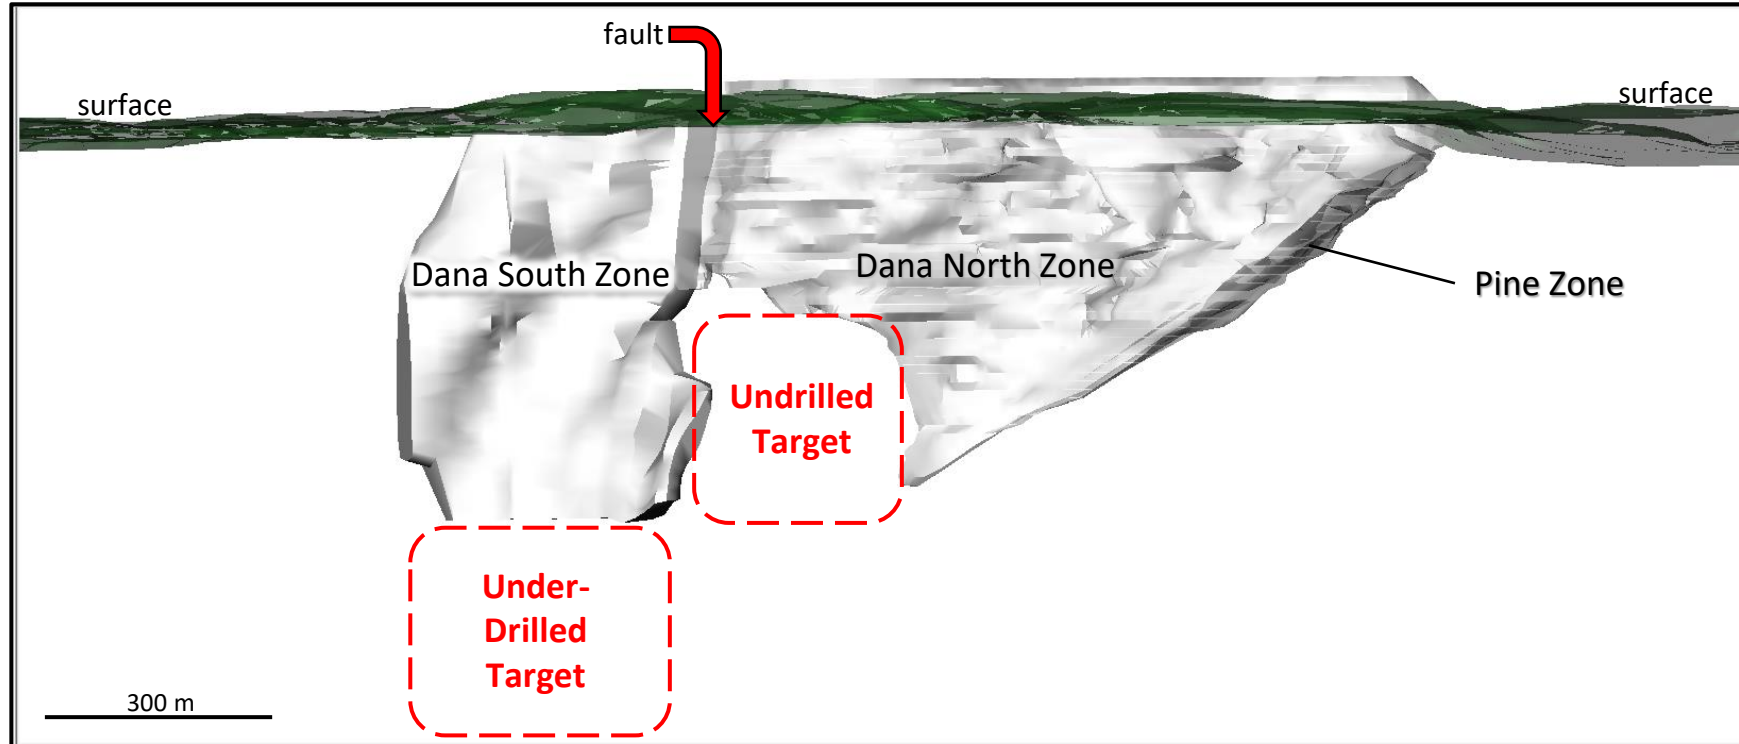 fault
surface
surface
Dana South Zone
Dana North Zone
Pine Zone
Undrilled
Target
Under-
Drilled
Target
300 m